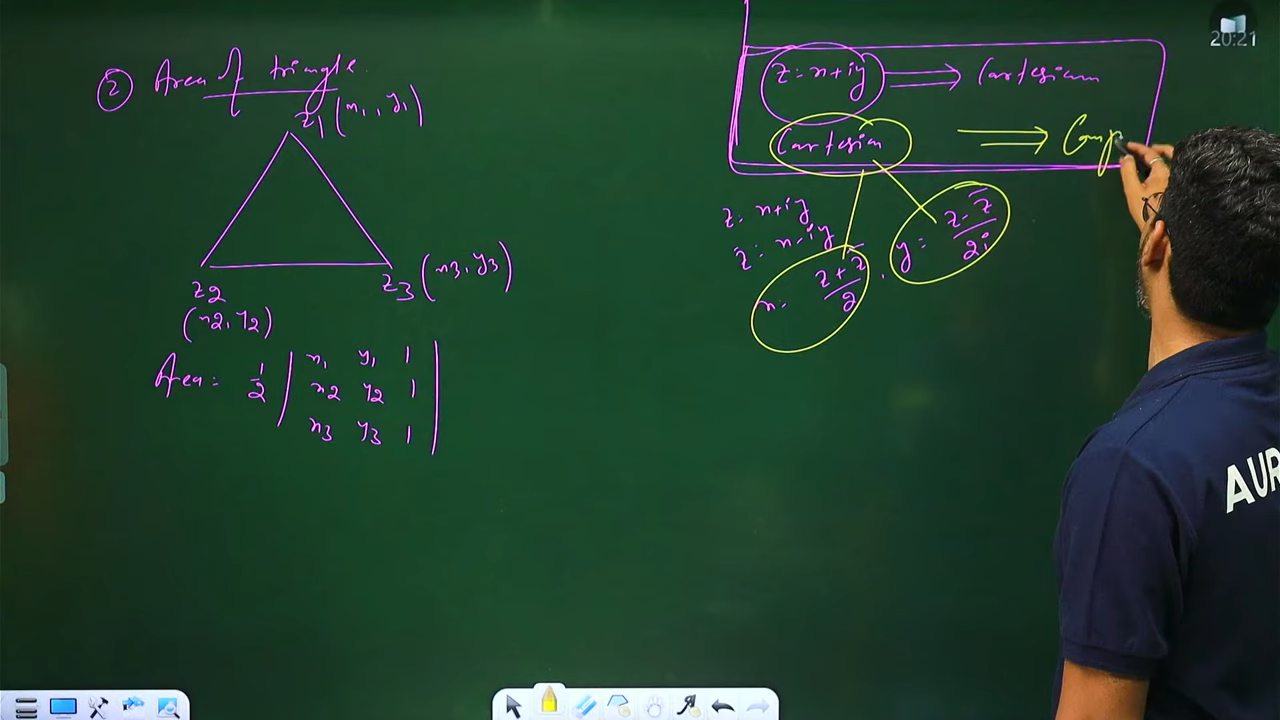 ② Area of triangle
z1 (x1, y1)
z2
(x2, y2)
z3 (x3, y3)
Area = 1/2 | x1 y1 1
x2 y2 1
x3 y3 1 |
20:21
z = x+iy ⟹ Cartesian
Cartesian ⟹ Comp
z = x+iy
z̄ = x-iy
x = (z+z̄)/2 , y = (z-z̄)/2i
AUR